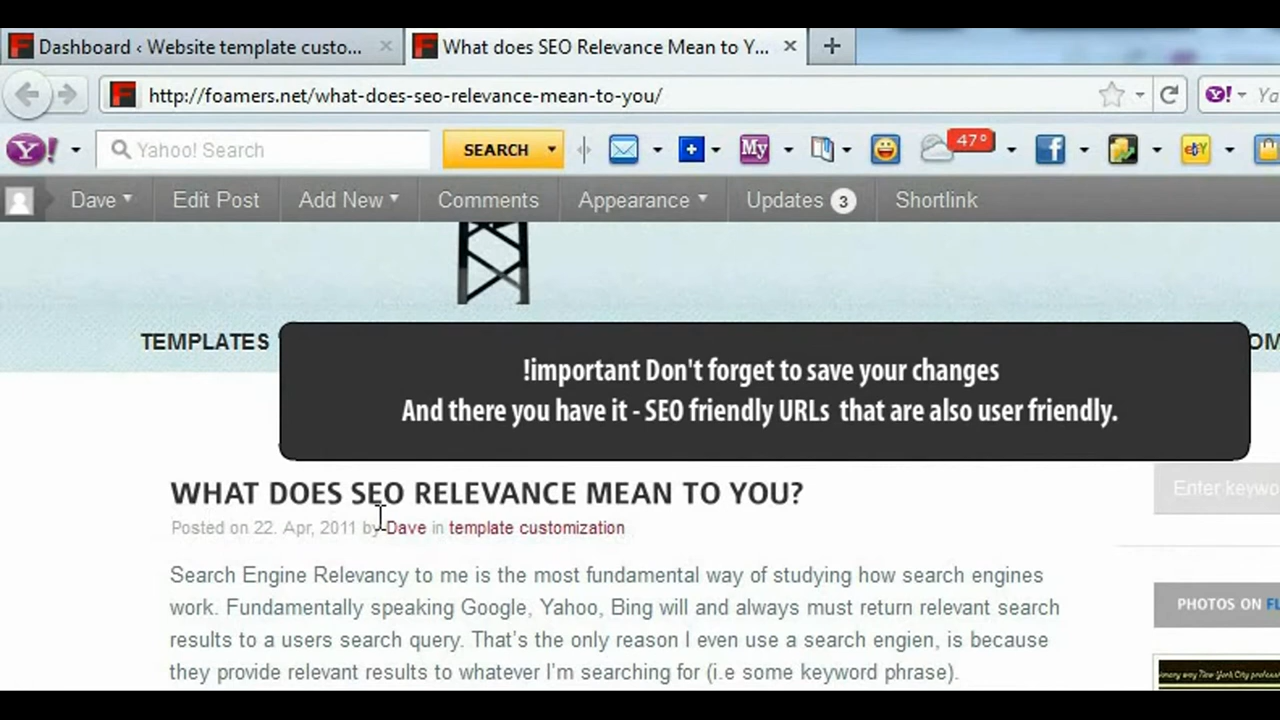 Dashboard ‹ Website template custo...
What does SEO Relevance Mean to Y...
http://foamers.net/what-does-seo-relevance-mean-to-you/
Y!
Y! Yahoo! Search
SEARCH
My
47°
f
eBY
Dave
Edit Post
Add New
Comments
Appearance
Updates 3
Shortlink
TEMPLATES
!important Don't forget to save your changes
And there you have it - SEO friendly URLs that are also user friendly.
WHAT DOES SEO RELEVANCE MEAN TO YOU?
Posted on 22. Apr, 2011 by Dave in template customization
Enter keywo
Search Engine Relevancy to me is the most fundamental way of studying how search engines
work. Fundamentally speaking Google, Yahoo, Bing will and always must return relevant search
results to a users search query. That's the only reason I even use a search engien, is because
they provide relevant results to whatever I'm searching for (i.e some keyword phrase).
PHOTOS ON FL